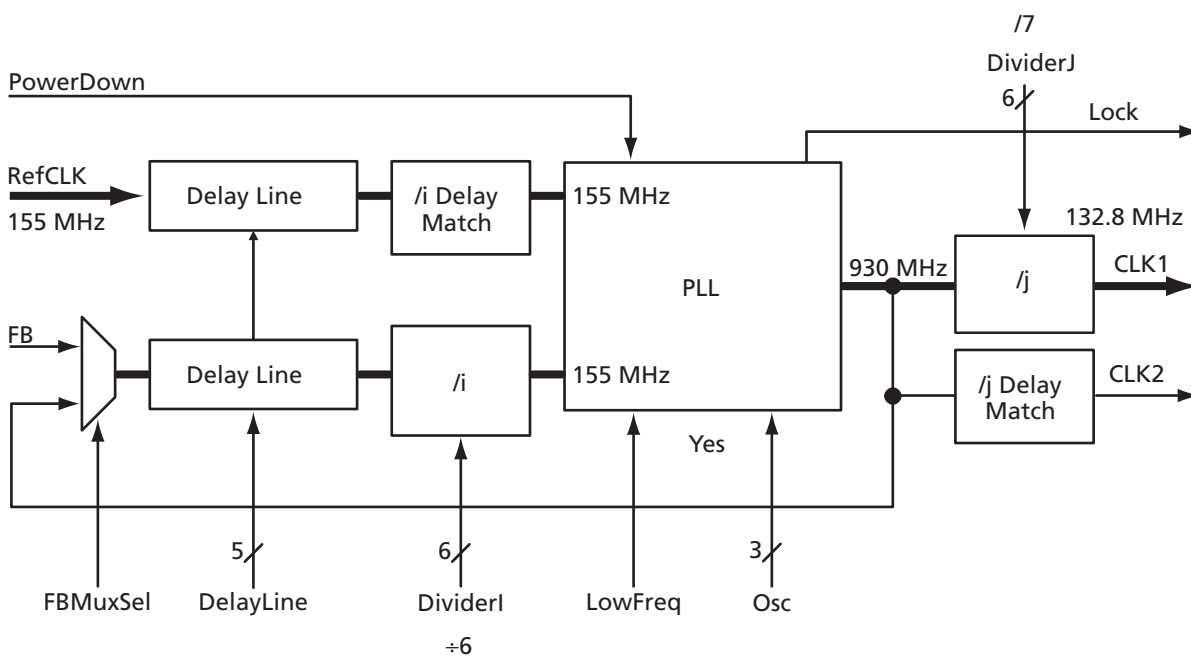 /7
DividerJ
6
PowerDown
Lock
RefCLK
155 MHz
Delay Line
/i Delay
Match
155 MHz
PLL
930 MHz
/j
132.8 MHz
CLK1
FB
Delay Line
/i
155 MHz
/j Delay
Match
CLK2
Yes
5
6
3
FBMuxSel
DelayLine
DividerI
LowFreq
Osc
÷6